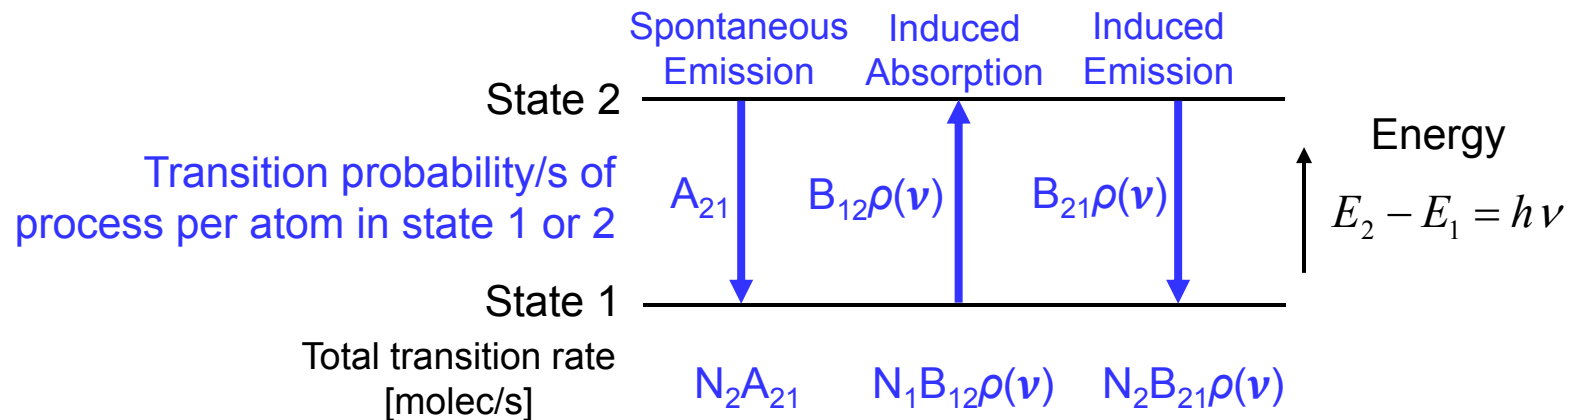 Spontaneous Emission
Induced Absorption
Induced Emission
State 2
Transition probability/s of
process per atom in state 1 or 2
A₂₁
B₁₂ρ(ν)
B₂₁ρ(ν)
Energy
E₂ − E₁ = hν
State 1
Total transition rate
[molec/s]
N₂A₂₁
N₁B₁₂ρ(ν)
N₂B₂₁ρ(ν)